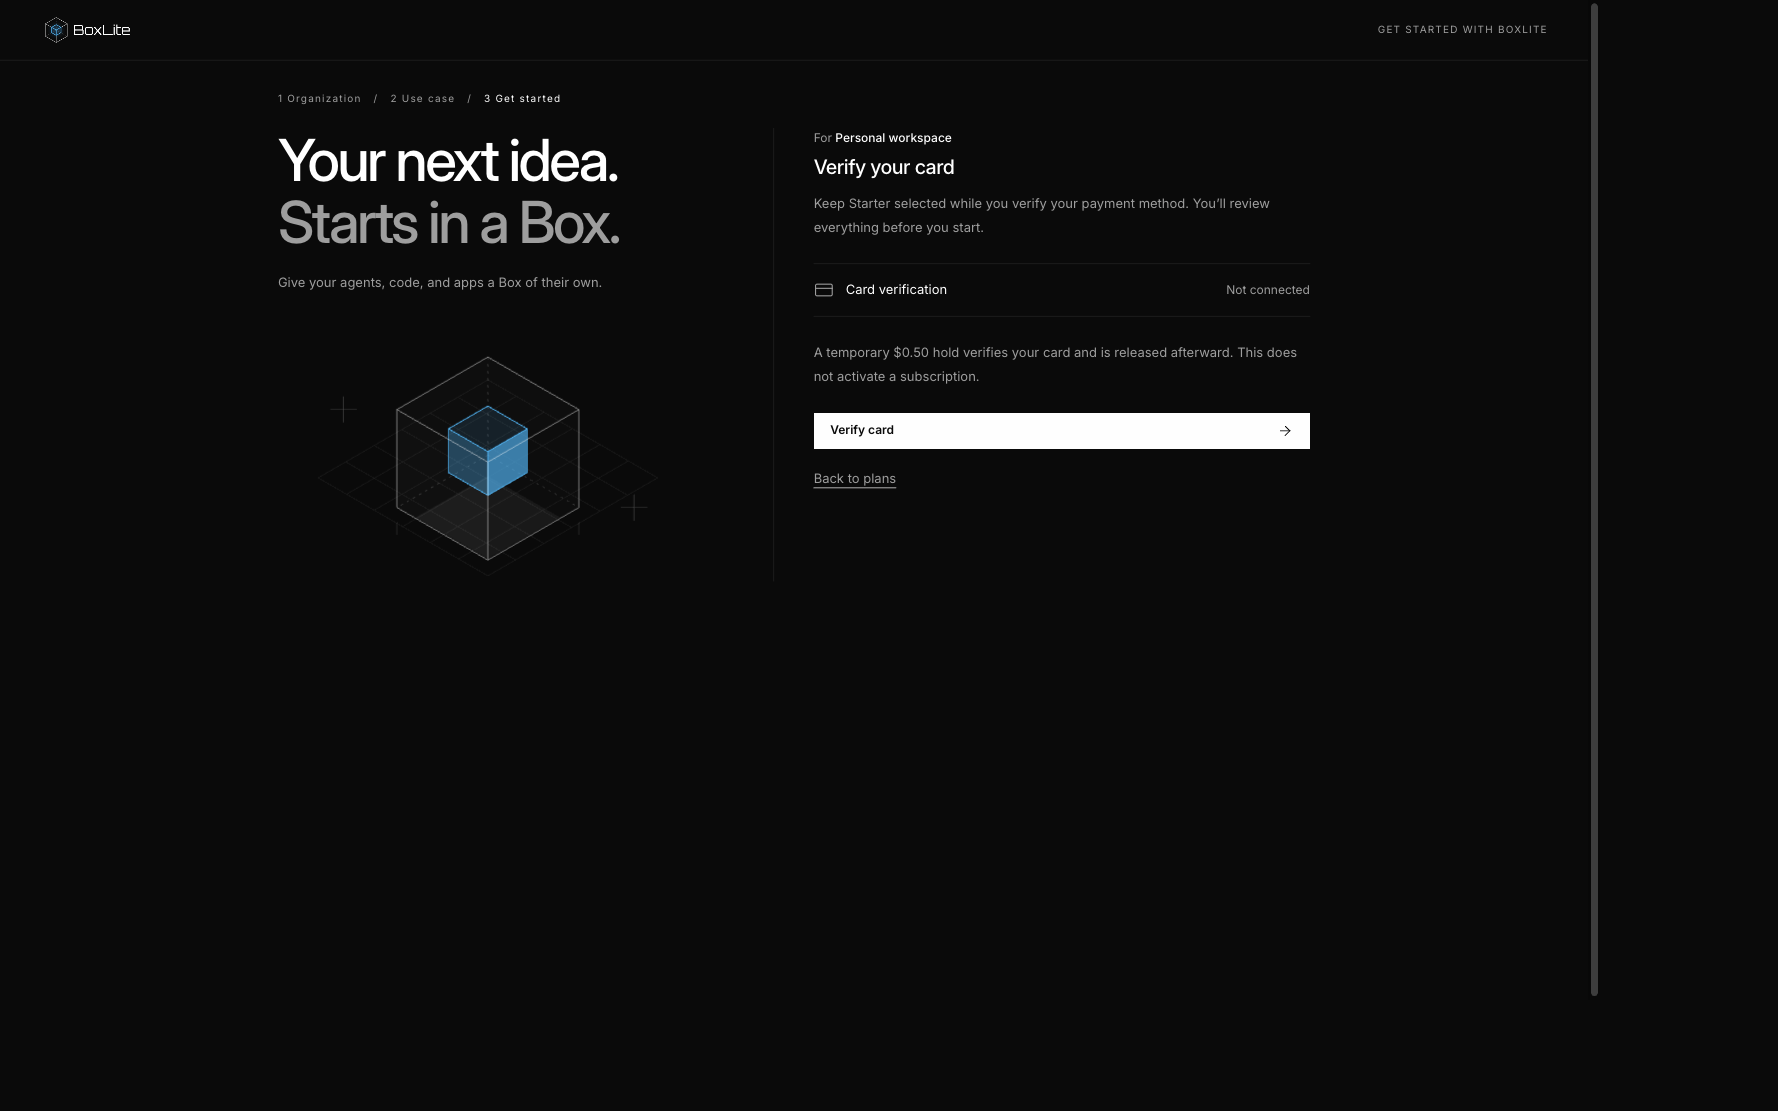 BoxLite
GET STARTED WITH BOXLITE
1 Organization / 2 Use case / 3 Get started
Your next idea.
Starts in a Box.
Give your agents, code, and apps a Box of their own.
For Personal workspace
Verify your card
Keep Starter selected while you verify your payment method. You’ll review
everything before you start.
Card verification
Not connected
A temporary $0.50 hold verifies your card and is released afterward. This does
not activate a subscription.
Verify card
Back to plans